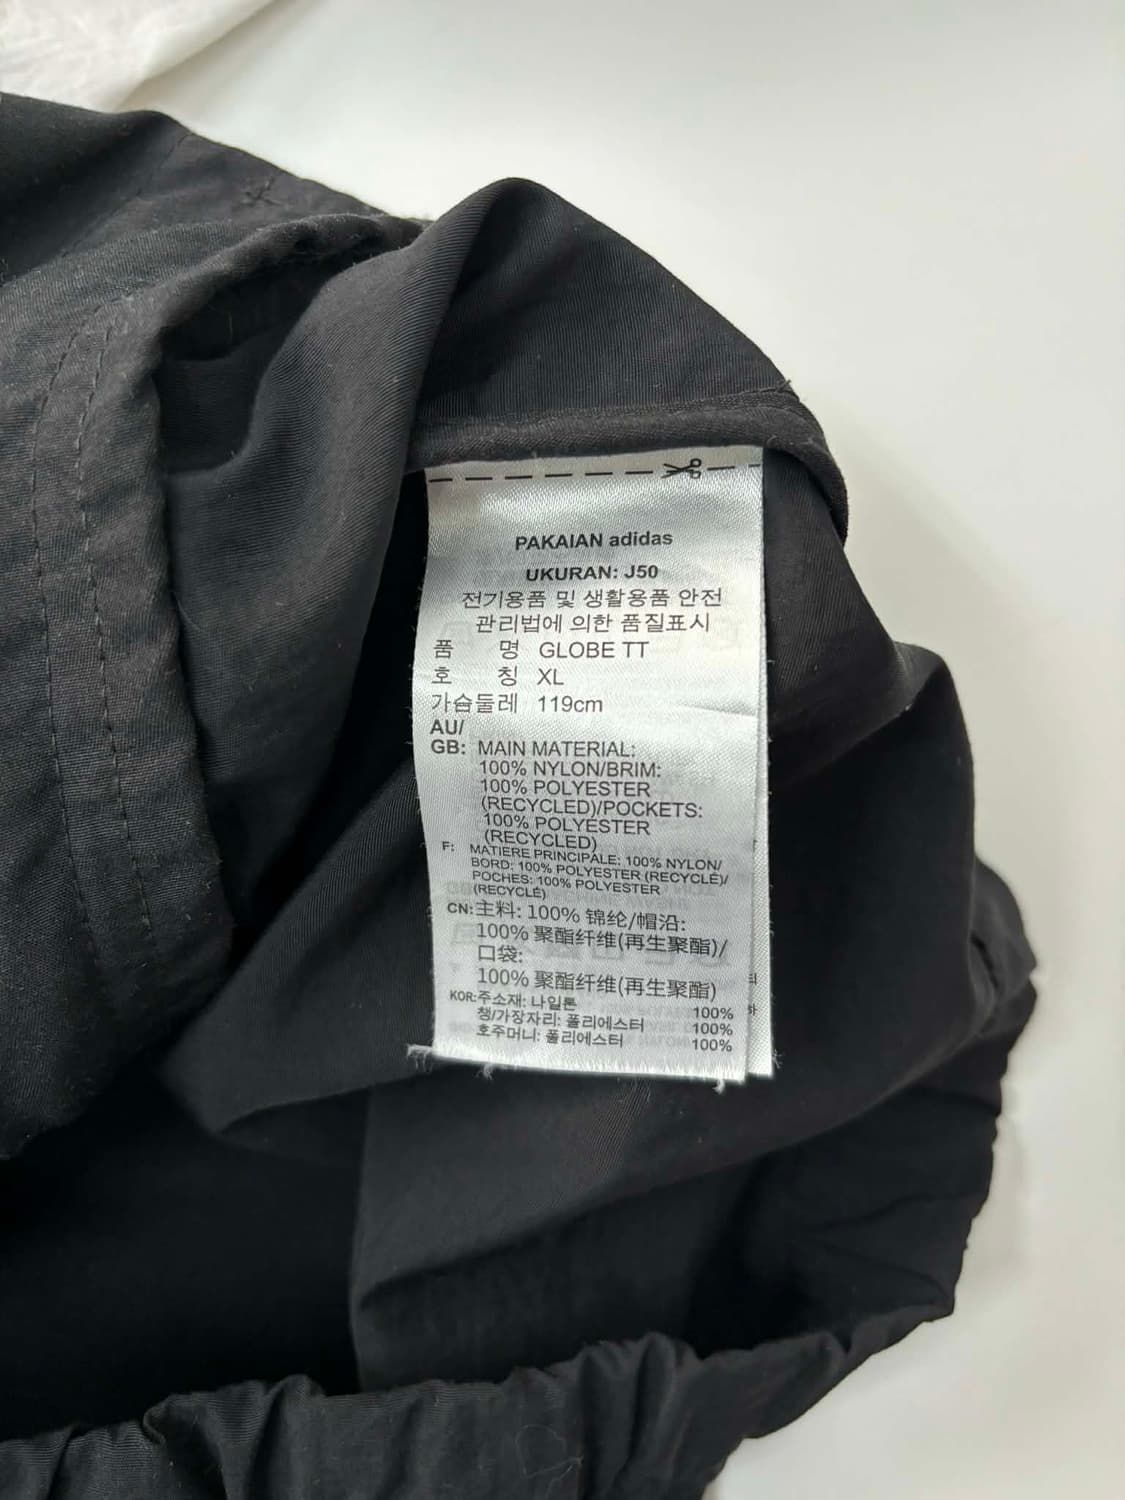 PAKAIAN adidas
UKURAN: J50
전기용품 및 생활용품 안전
관리법에 의한 품질표시
품 명 GLOBE TT
호 칭 XL
가슴둘레 119cm
AU/
GB: MAIN MATERIAL:
100% NYLON/BRIM:
100% POLYESTER
(RECYCLED)/POCKETS:
100% POLYESTER
(RECYCLED)
F: MATIERE PRINCIPALE: 100% NYLON/
BORD: 100% POLYESTER (RECYCLÉ)/
POCHES: 100% POLYESTER
(RECYCLÉ)
CN: 主料: 100% 锦纶/帽沿:
100% 聚酯纤维(再生聚酯)/
口袋:
100% 聚酯纤维(再生聚酯)
KOR: 주소재: 나일론 100%
챙/가장자리: 폴리에스터 100%
호주머니: 폴리에스터 100%